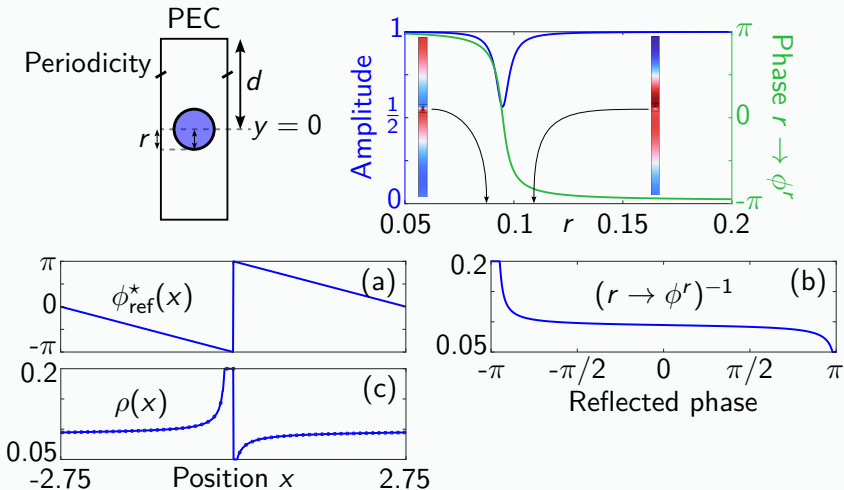 PEC
Periodicity
d
r
y = 0
Amplitude
1
1/2
0
0.05
0.1
r
0.15
0.2
π
0
-π
Phase r → ϕ^r
π
0
-π
ϕ^⋆_ref(x)
(a)
0.2
0.05
ρ(x)
(c)
-2.75
Position x
2.75
0.2
0.05
(r → ϕ^r)^{-1}
(b)
-π
-π/2
0
π/2
π
Reflected phase